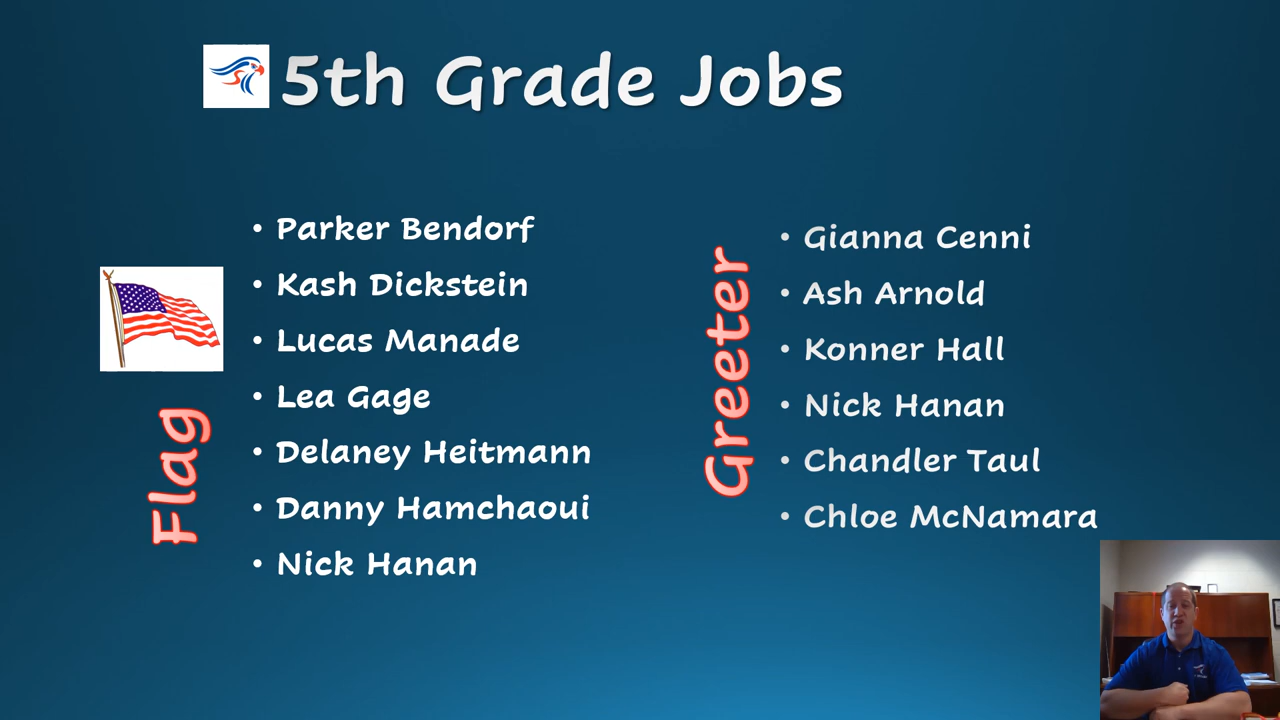 5th Grade Jobs
Flag
• Parker Bendorf
• Kash Dickstein
• Lucas Manade
• Lea Gage
• Delaney Heitmann
• Danny Hamchaoui
• Nick Hanan
Greeter
• Gianna Cenni
• Ash Arnold
• Konner Hall
• Nick Hanan
• Chandler Taul
• Chloe McNamara